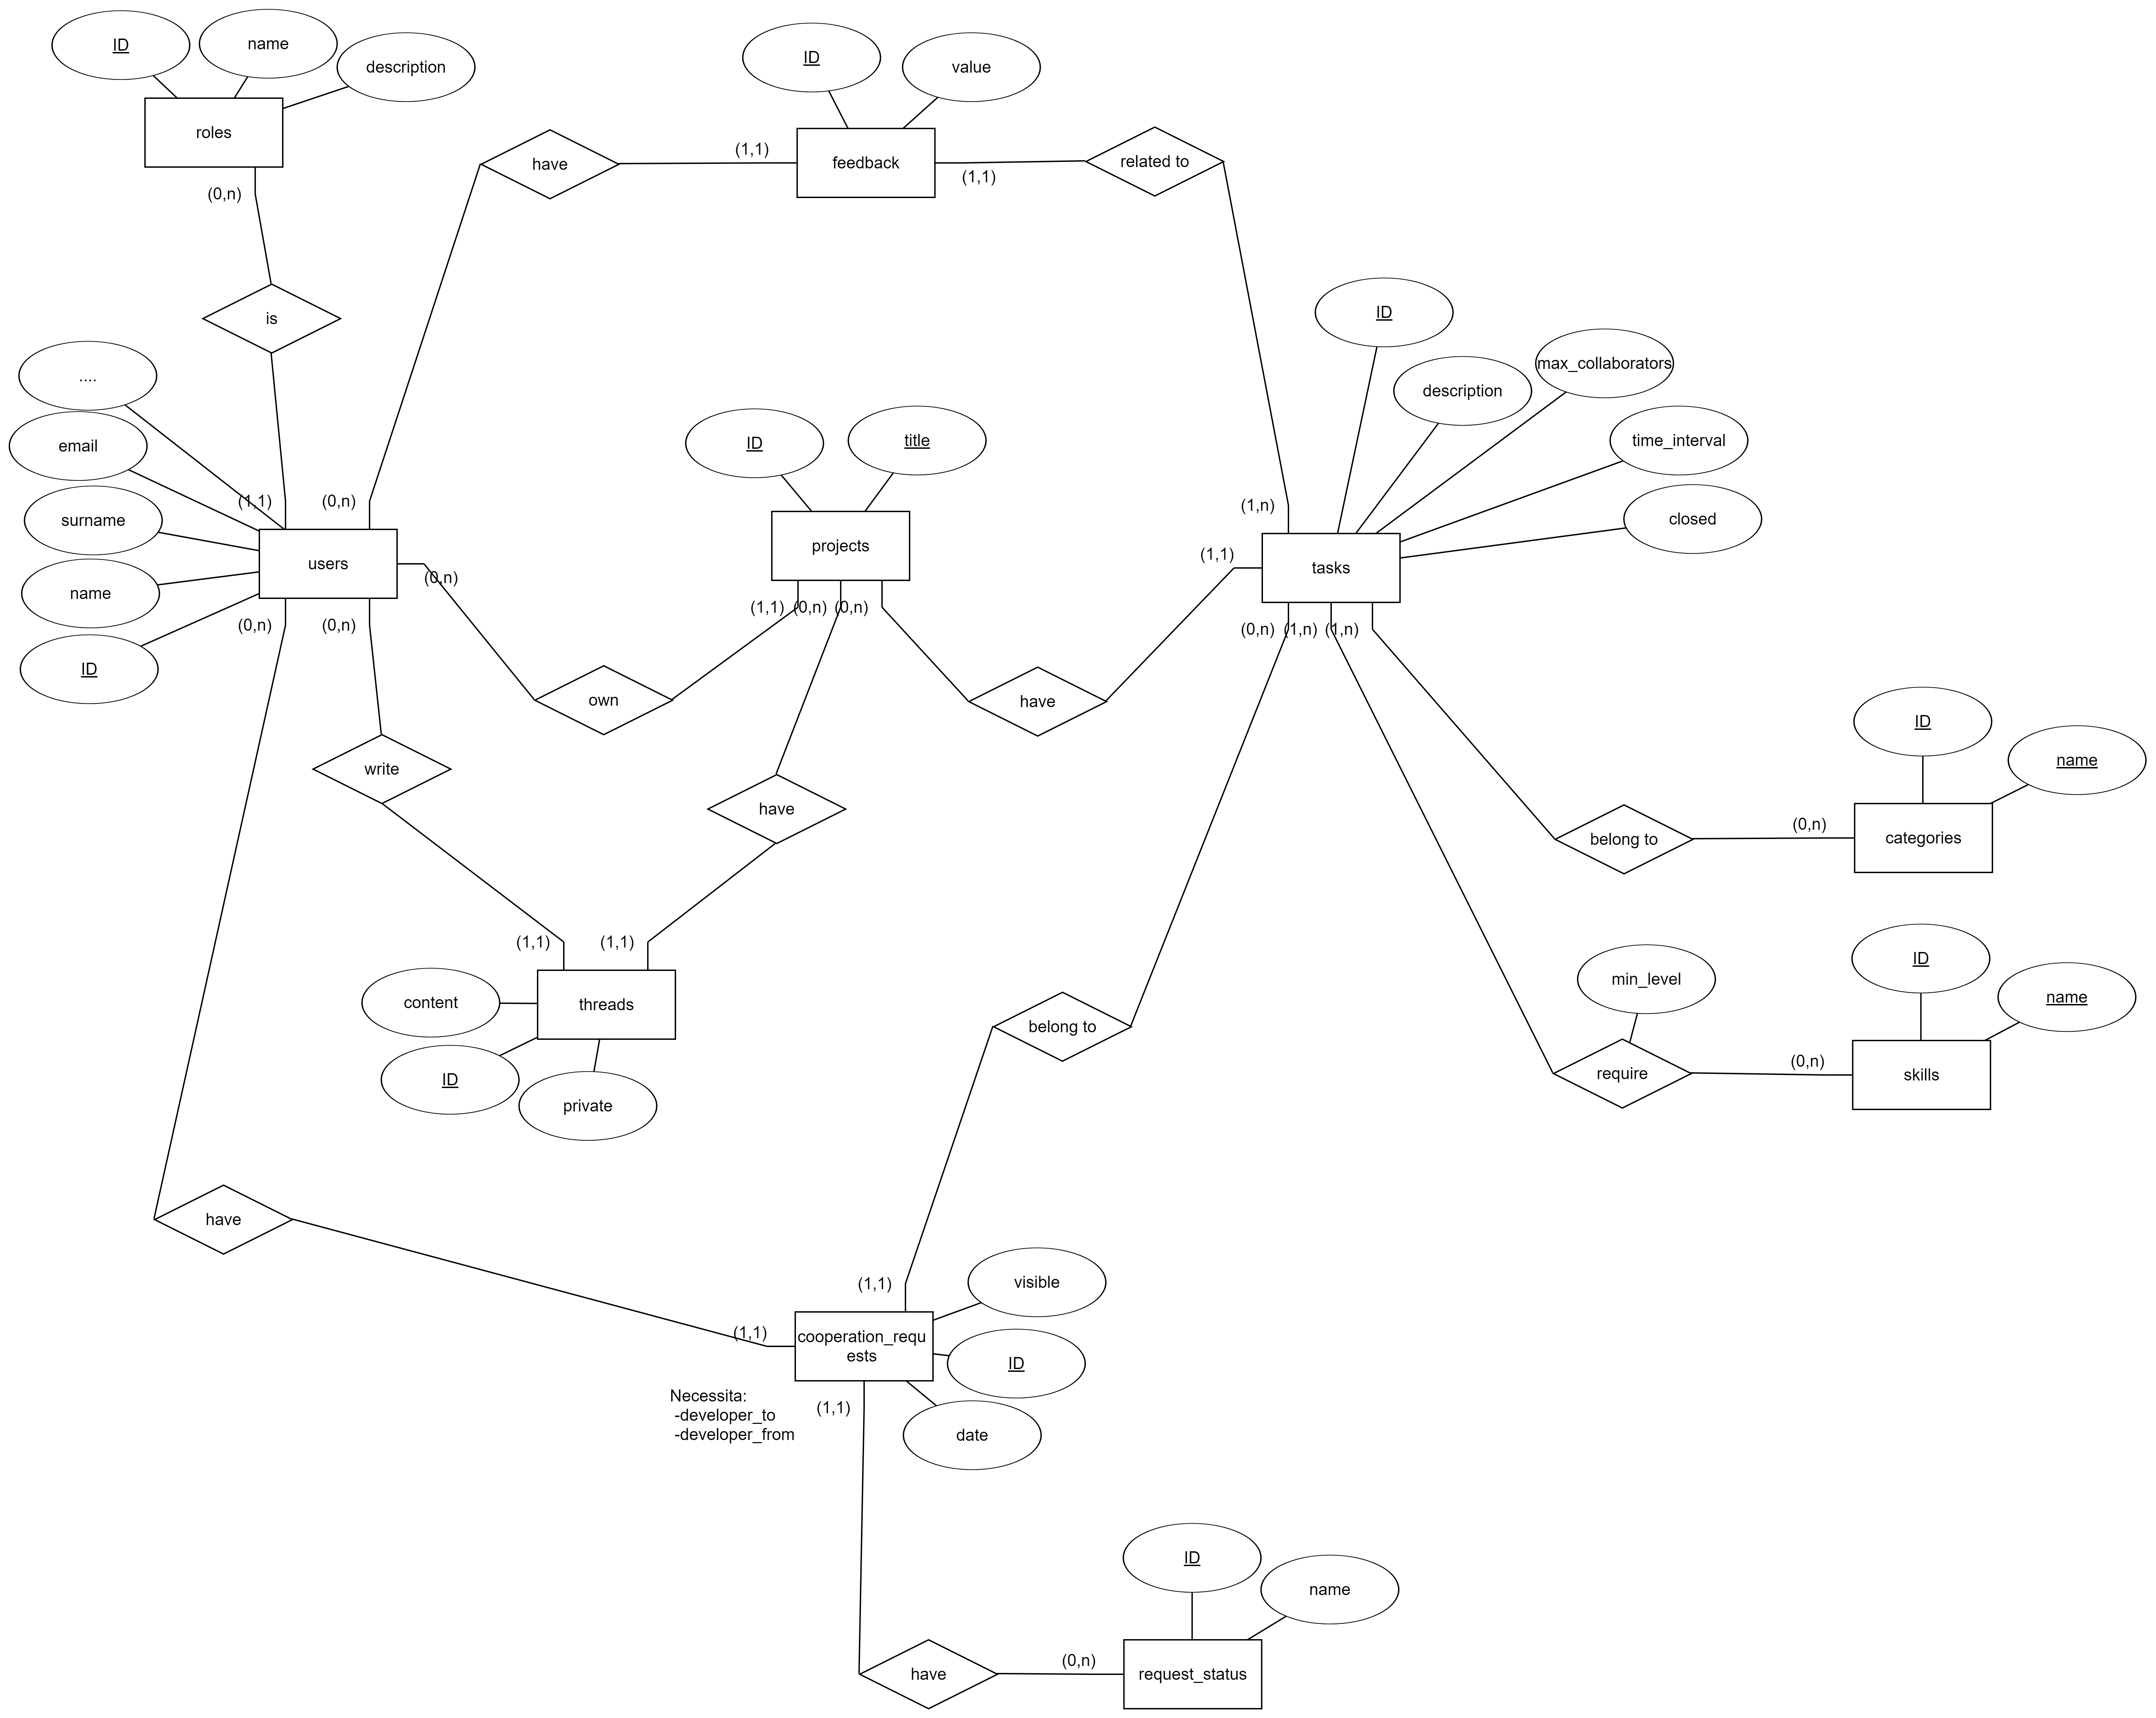 ID
name
description
roles
(0,n)
is
ID
value
feedback
have
(1,1)
(1,1)
related to
....
email
surname
name
ID
users
(1,1)
(0,n)
(0,n)
(0,n)
(0,n)
ID
title
projects
(1,1)
(0,n)
(0,n)
own
have
ID
description
max_collaborators
time_interval
closed
tasks
(1,n)
(1,1)
(0,n)
(1,n)
(1,n)
write
have
(1,1)
(1,1)
threads
content
ID
private
ID
name
categories
belong to
(0,n)
ID
name
skills
min_level
require
(0,n)
belong to
have
(1,1)
(1,1)
cooperation_requ
ests
visible
ID
date
Necessita:
-developer_to
-developer_from
(1,1)
ID
name
request_status
have
(0,n)